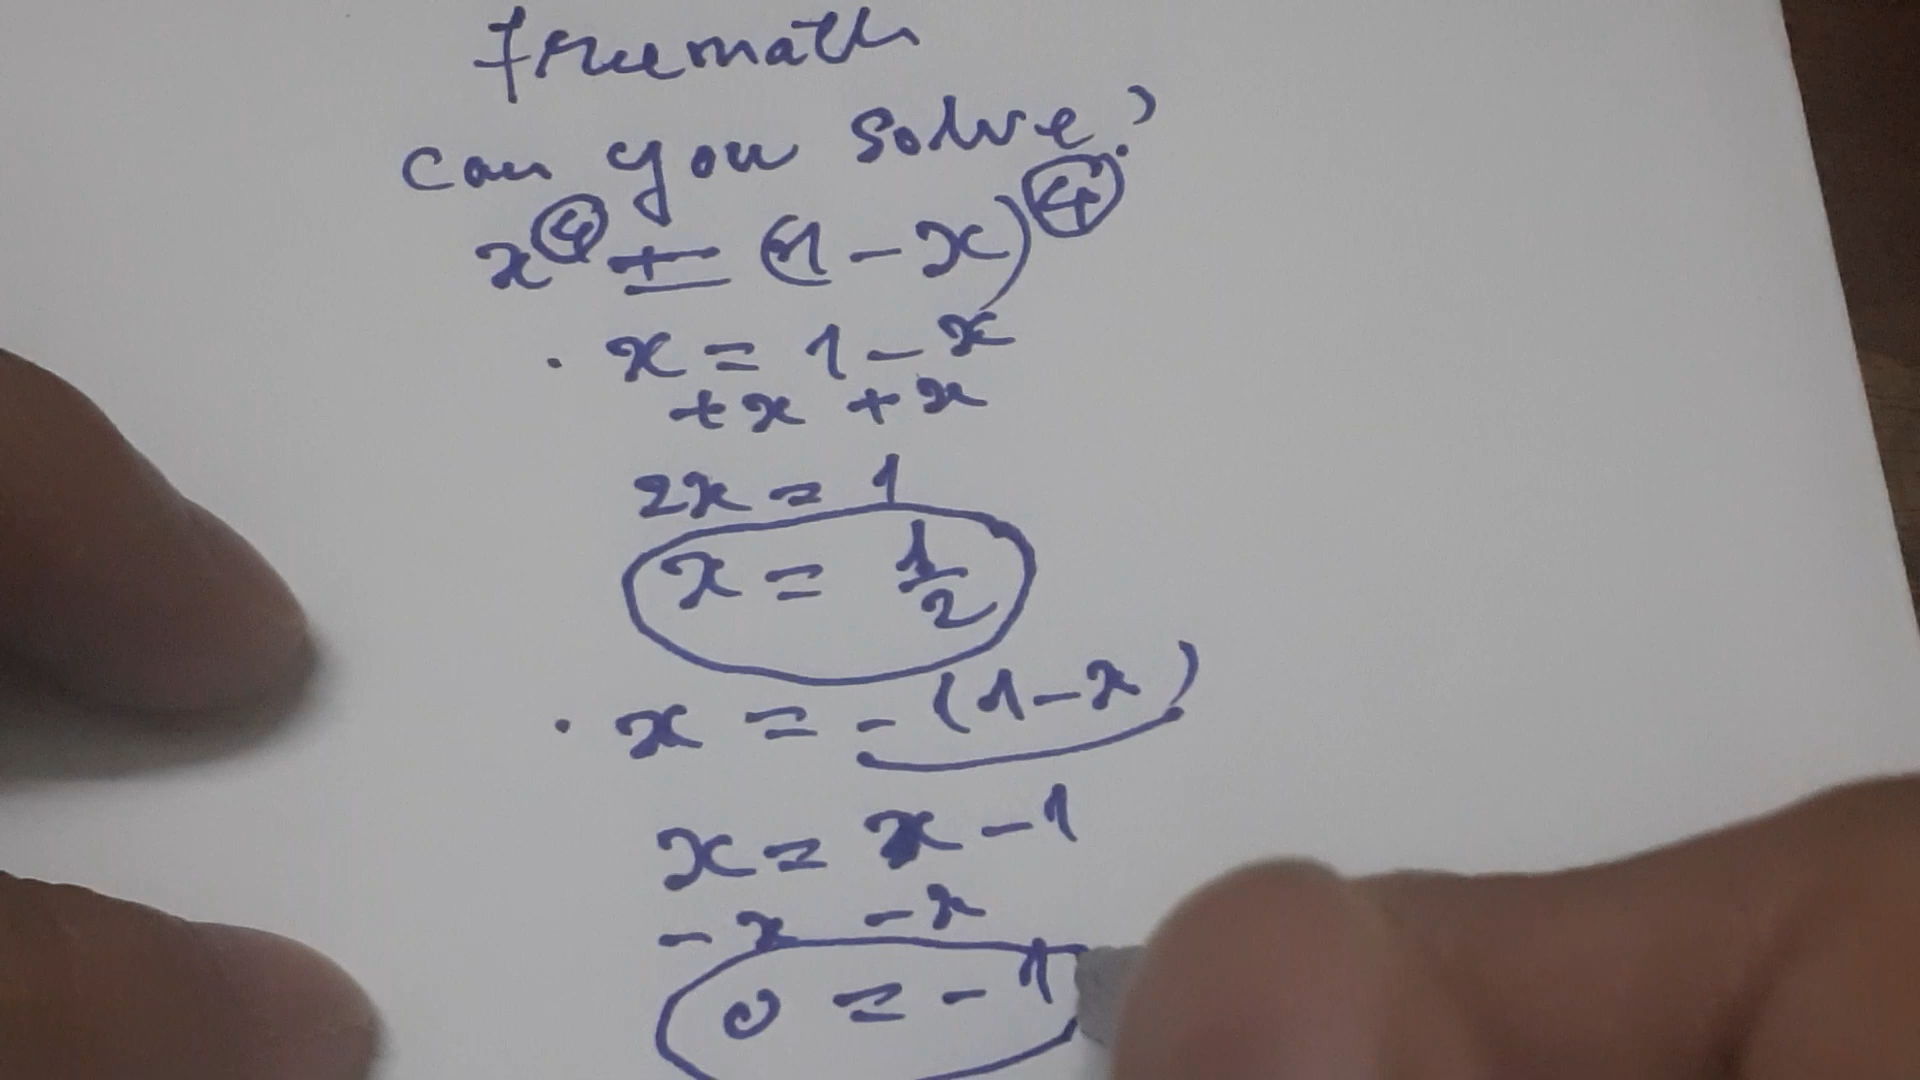 freemath
can you solve?
x⁴ = (1-x)⁴
· x = 1-x
+x +x
2x = 1
x = 1/2
· x = -(1-x)
x = x-1
-x -x
0 = -1